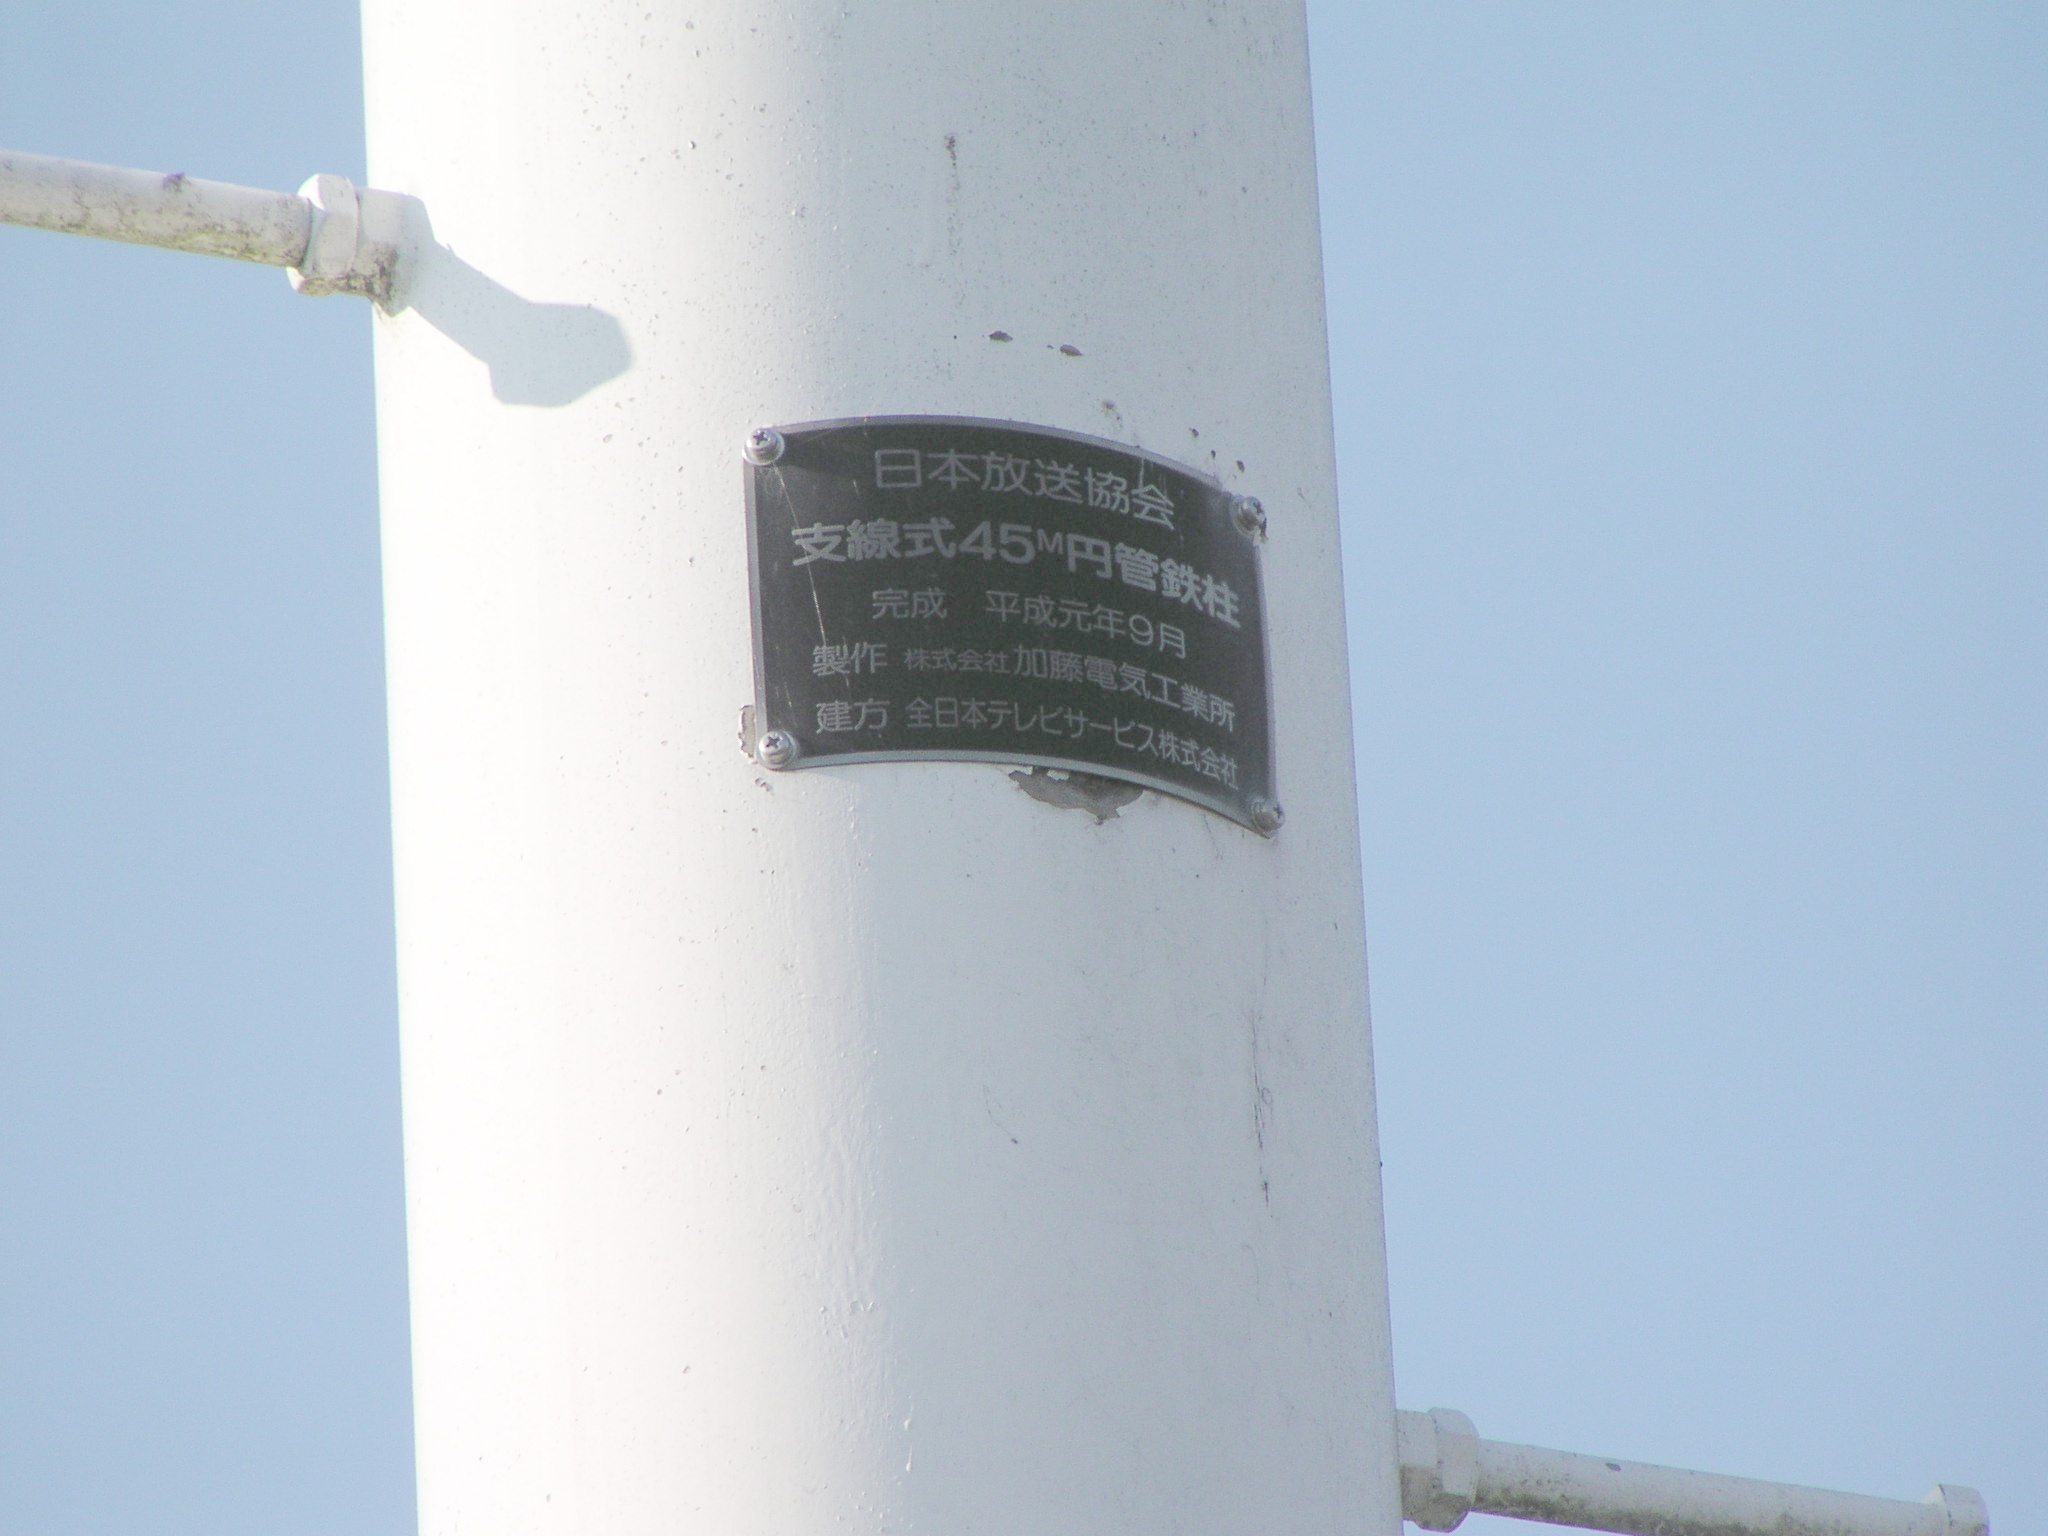 日本放送協会
支線式45M円管鉄柱
完成 平成元年9月
製作 株式会社加藤電気工業所
建方 全日本テレビサービス株式会社